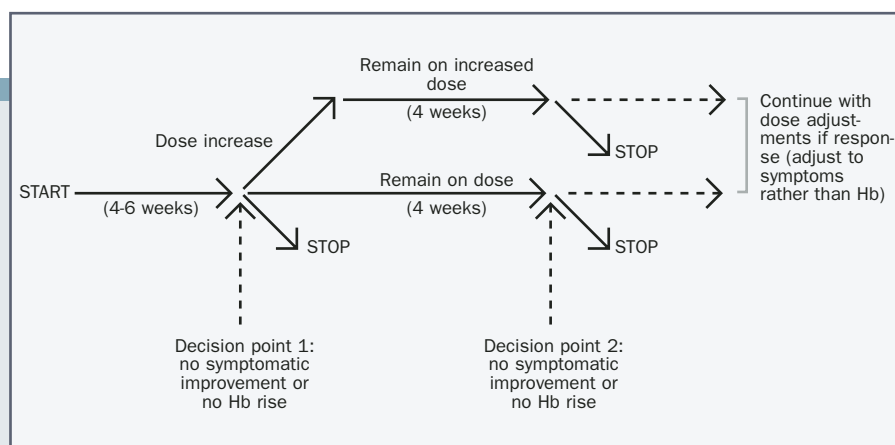 Remain on increased
dose
(4 weeks)
Continue with
dose adjust-
ments if respon-
se (adjust to
symptoms
rather than Hb)
Dose increase
STOP
START
(4-6 weeks)
Remain on dose
(4 weeks)
STOP
STOP
Decision point 1:
no symptomatic
improvement or
no Hb rise
Decision point 2:
no symptomatic
improvement or
no Hb rise